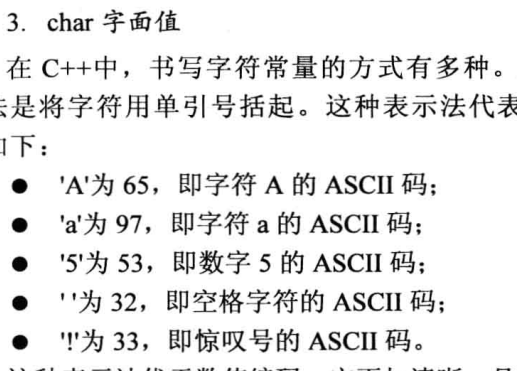 3. char 字面值
在 C++中，书写字符常量的方式有多种。
是将字符用单引号括起。这种表示法代表
下：
● 'A'为 65，即字符 A 的 ASCII 码；
● 'a'为 97，即字符 a 的 ASCII 码；
● '5'为 53，即数字 5 的 ASCII 码；
● ' '为 32，即空格字符的 ASCII 码；
● '!'为 33，即惊叹号的 ASCII 码。